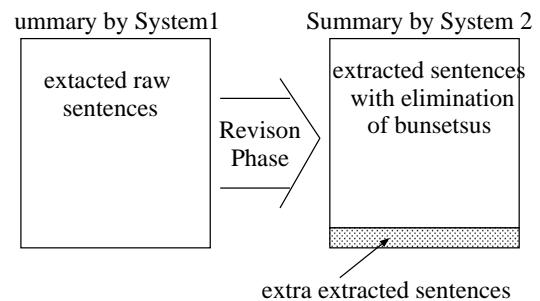 ummary by System1
Summary by System 2
extacted raw
sentences
Revison
Phase
extracted sentences
with elimination
of bunsetsus
extra extracted sentences